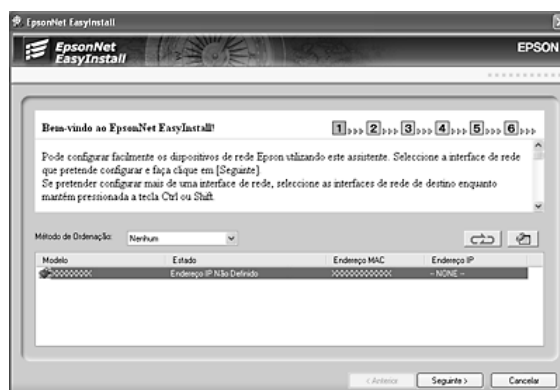 EpsonNet EasyInstall
EpsonNet
EasyInstall
EPSON
Bem-vindo ao EpsonNet EasyInstall!
1 2 3 4 5 6
Pode configurar facilmente os dispositivos de rede Epson utilizando este assistente. Seleccione a interface de rede
que pretende configurar e faça clique em [Seguinte]
Se pretender configurar mais de uma interface de rede, seleccione as interfaces de rede de destino enquanto
mantém pressionada a tecla Ctrl ou Shift.
Método de Ordenação: Nenhum
Modelo Estado Endereço MAC Endereço IP
XXXXXXXX Endereço IP Não Definido XXXXXXXXXXXX -- NONE --
< Anterior Seguinte > Cancelar